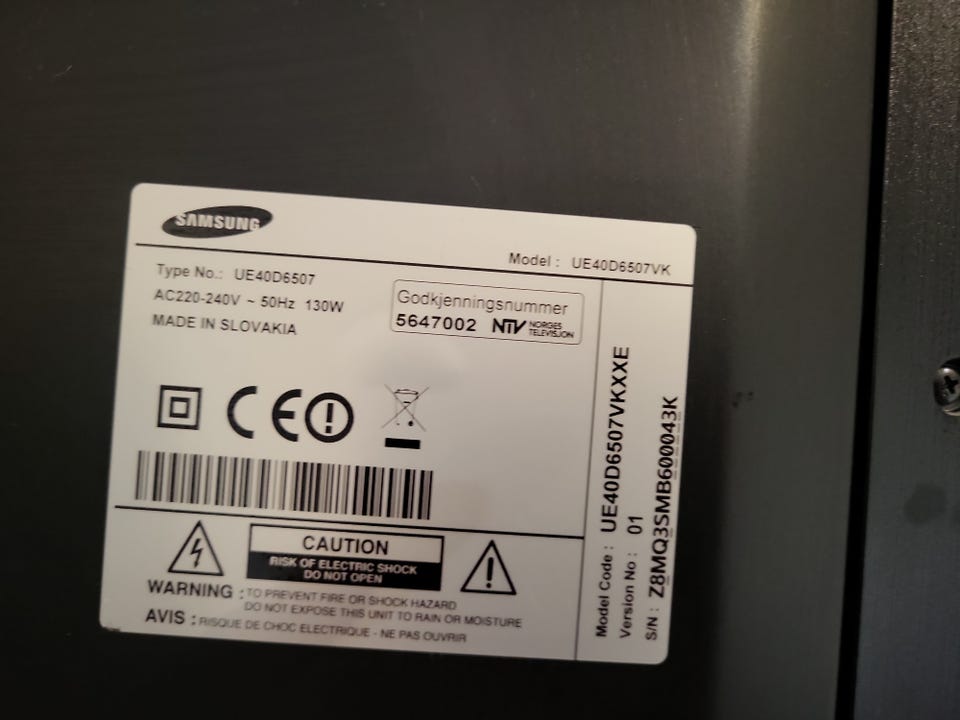 SAMSUNG
Model : UE40D6507VK
Type No.: UE40D6507
AC220-240V ~ 50Hz 130W
MADE IN SLOVAKIA
Godkjenningsnummer
5647002 NTV NORGES TELEVISJON
CE
CAUTION
RISK OF ELECTRIC SHOCK
DO NOT OPEN
WARNING : TO PREVENT FIRE OR SHOCK HAZARD
DO NOT EXPOSE THIS UNIT TO RAIN OR MOISTURE
AVIS : RISQUE DE CHOC ELECTRIQUE - NE PAS OUVRIR
Model Code : UE40D6507VKXXE
Version No : 01
S/N : Z8MQ3SMB600043K